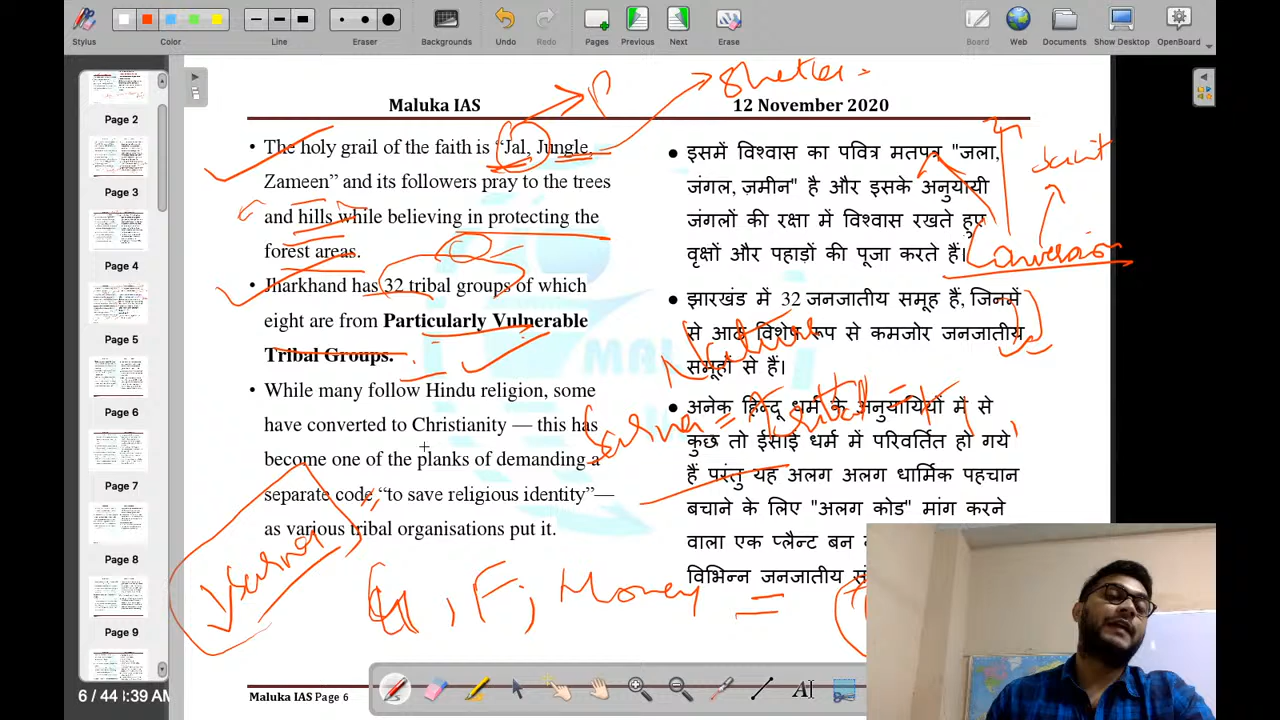 Stylus
Color
Line
Eraser
Backgrounds
Undo
Redo
Pages
Previous
Next
Erase
Board
Web
Documents
Show Desktop
OpenBoard
Page 2
Page 3
Page 4
Page 5
Page 6
Page 7
Page 8
Page 9
6 / 44
:39 AM
Maluka IAS
12 November 2020
• The holy grail of the faith is “Jal, Jungle,
Zameen” and its followers pray to the trees
and hills while believing in protecting the
forest areas.
• Jharkhand has 32 tribal groups of which
eight are from Particularly Vulnerable
Tribal Groups.
• While many follow Hindu religion, some
have converted to Christianity — this has
become one of the planks of demanding a
separate code “to save religious identity”—
as various tribal organisations put it.
• इसमें विश्वास का पवित्र मतपत्र "जला,
जंगल, ज़मीन" है और इसके अनुयायी
जंगलों की रक्षा में विश्वास रखते हुए
वृक्षों और पहाड़ों की पूजा करते हैं।
• झारखंड में 32 जनजातीय समूह हैं, जिनमें
से आठ विशेष रूप से कमजोर जनजातीय
समूहों से हैं।
• अनेक हिन्दू धर्म के अनुयायियों में से
कुछ तो ईसाई धर्म में परिवर्तित हो गये
हैं परंतु यह अलग अलग धार्मिक पहचान
बचाने के लिए "अलग कोड" मांग करने
वाला एक प्लैन्ट बन
विभिन्न जनजातीय
P
Shelter
Conversion
Nature
Sarna = Tribal =
Sarna
, F, Money =
Maluka IAS Page 6